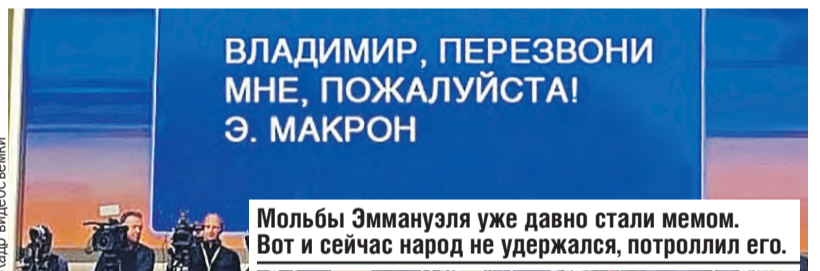 ВЛАДИМИР, ПЕРЕЗВОНИ
МНЕ, ПОЖАЛУЙСТА!
Э. МАКРОН
Мольбы Эммануэля уже давно стали мемом.
Вот и сейчас народ не удержался, потроллил его.